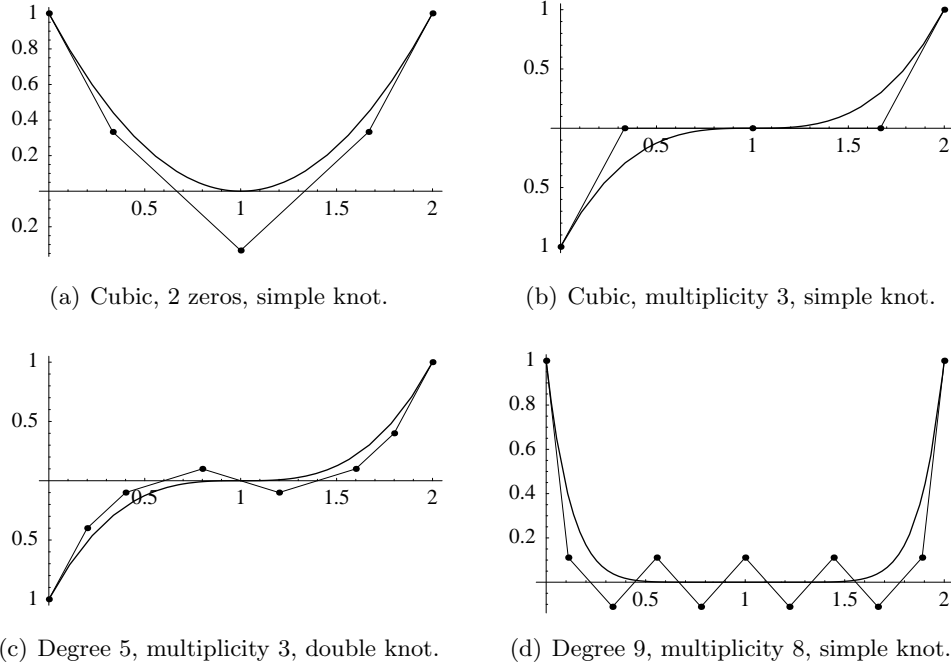 1
0.8
0.6
0.4
0.2
0.2
0.5 1 1.5 2
(a) Cubic, 2 zeros, simple knot.
1
0.5
0.5
1
0.5 1 1.5 2
(b) Cubic, multiplicity 3, simple knot.
1
0.5
0.5
1
0.5 1 1.5 2
(c) Degree 5, multiplicity 3, double knot.
1
0.8
0.6
0.4
0.2
0.5 1 1.5 2
(d) Degree 9, multiplicity 8, simple knot.